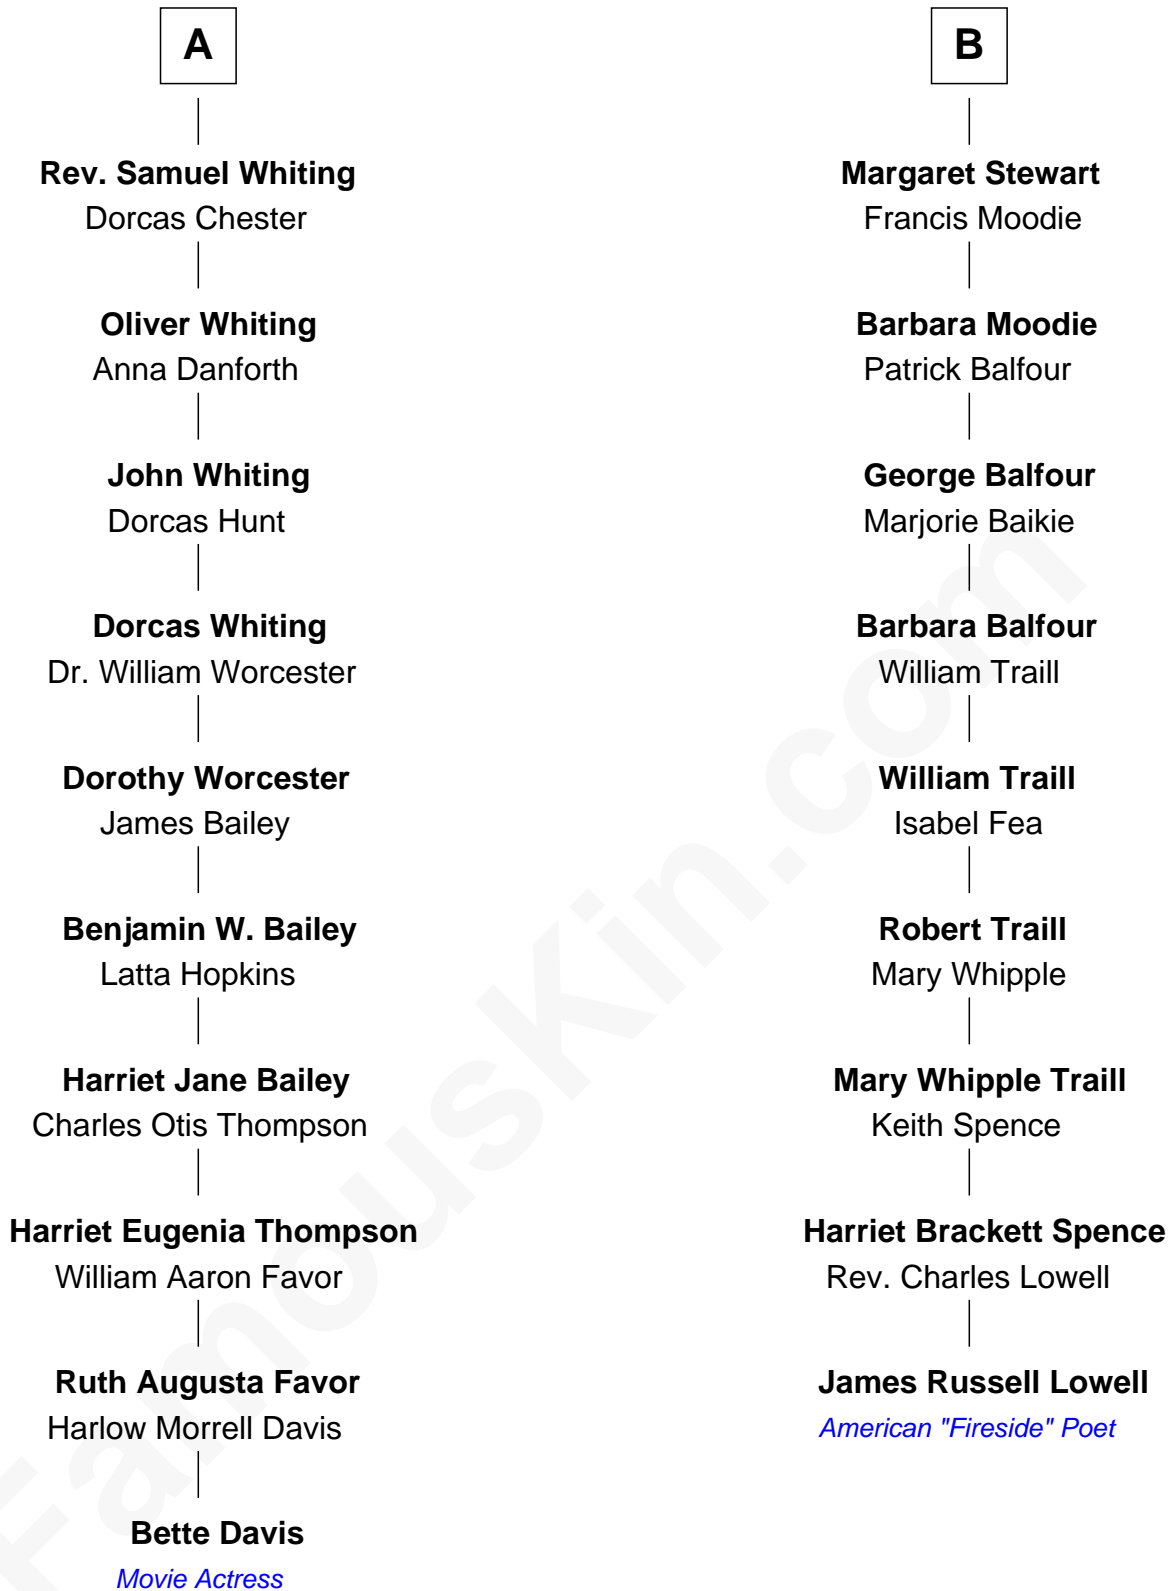 A
Rev. Samuel Whiting
Dorcas Chester
Oliver Whiting
Anna Danforth
John Whiting
Dorcas Hunt
Dorcas Whiting
Dr. William Worcester
Dorothy Worcester
James Bailey
Benjamin W. Bailey
Latta Hopkins
Harriet Jane Bailey
Charles Otis Thompson
Harriet Eugenia Thompson
William Aaron Favor
Ruth Augusta Favor
Harlow Morrell Davis
Bette Davis
Movie Actress
B
Margaret Stewart
Francis Moodie
Barbara Moodie
Patrick Balfour
George Balfour
Marjorie Baikie
Barbara Balfour
William Traill
William Traill
Isabel Fea
Robert Traill
Mary Whipple
Mary Whipple Traill
Keith Spence
Harriet Brackett Spence
Rev. Charles Lowell
James Russell Lowell
American "Fireside" Poet
FamousKin.com